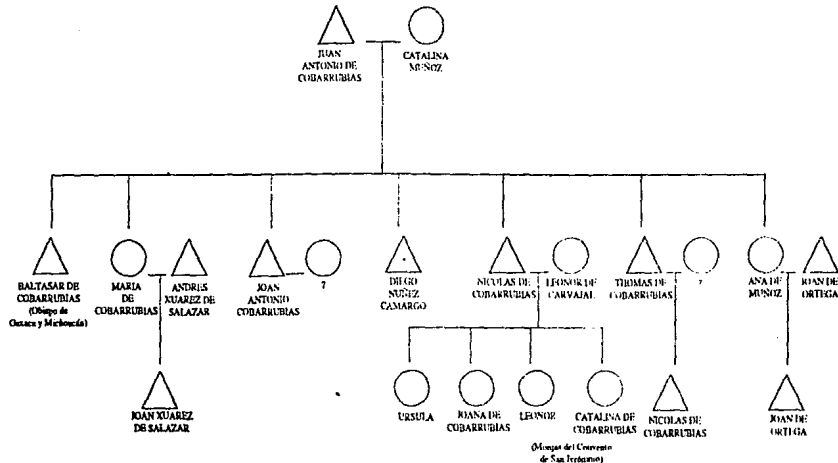 JUAN
ANTONIO DE
COBARRUBIAS
CATALINA
MUÑOZ
BALTASAR DE
COBARRUBIAS
(Obispo de
Oaxaca y Michoacán)
MARIA
DE
COBARRUBIAS
ANDRES
XUAREZ DE
SALAZAR
JOAN
ANTONIO
COBARRUBIAS
?
DIEGO
NUÑEZ
CAMARGO
NICOLAS DE
COBARRUBIAS
LEONOR DE
CARVAJAL
THOMAS DE
COBARRUBIAS
?
ANA DE
MUÑOZ
JOAN DE
ORTEGA
JOAN XUAREZ
DE SALAZAR
URSULA
JOANA DE
COBARRUBIAS
LEONOR
CATALINA DE
COBARRUBIAS
(Monjas del Convento
de San Jerónimo)
NICOLAS DE
COBARRUBIAS
JOAN DE
ORTEGA